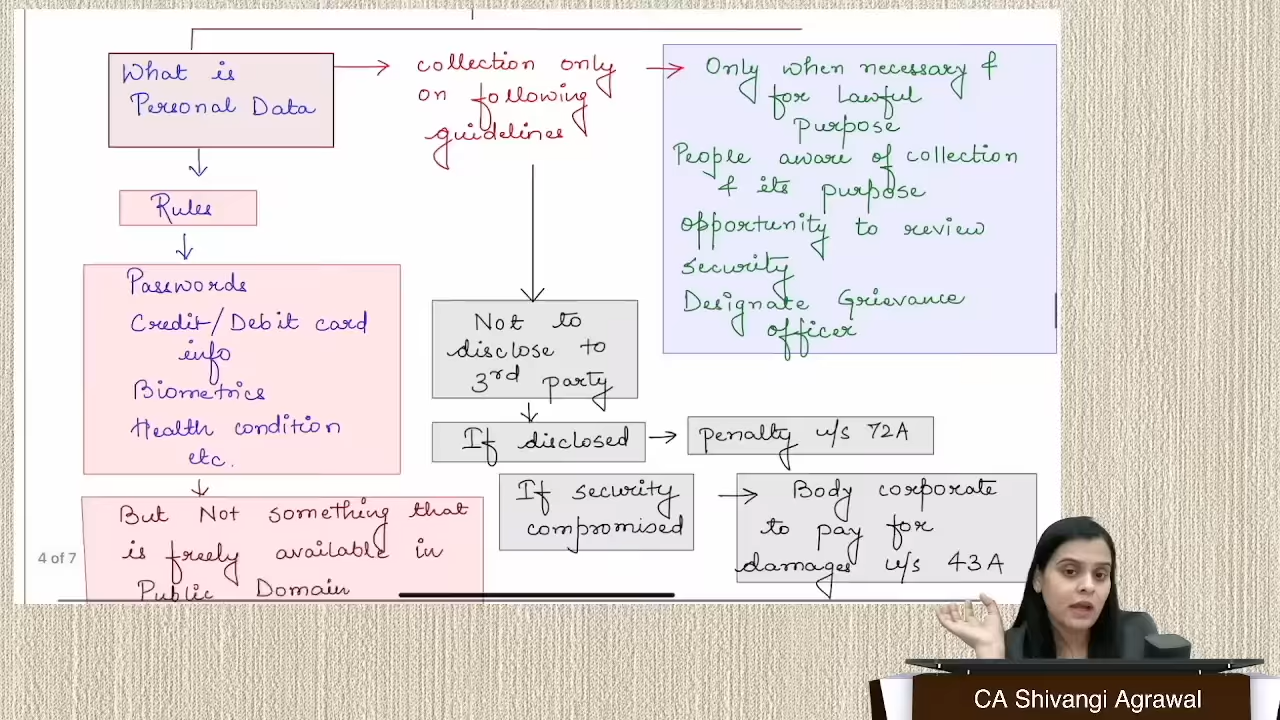 What is
Personal Data
collection only
on following
guidelines
Only when necessary &
for Lawful
purpose
People aware of collection
& its purpose
opportunity to review
security
Designate Grievance
officer
Rules
Passwords
Credit/Debit card
info
Biometrics
Health condition
etc.
But Not something that
is freely available in
Public Domain
Not to
disclose to
3rd party
If disclosed
penalty u/s 72A
If security
compromised
Body corporate
to pay for
damages u/s 43A
4 of 7
CA Shivangi Agrawal